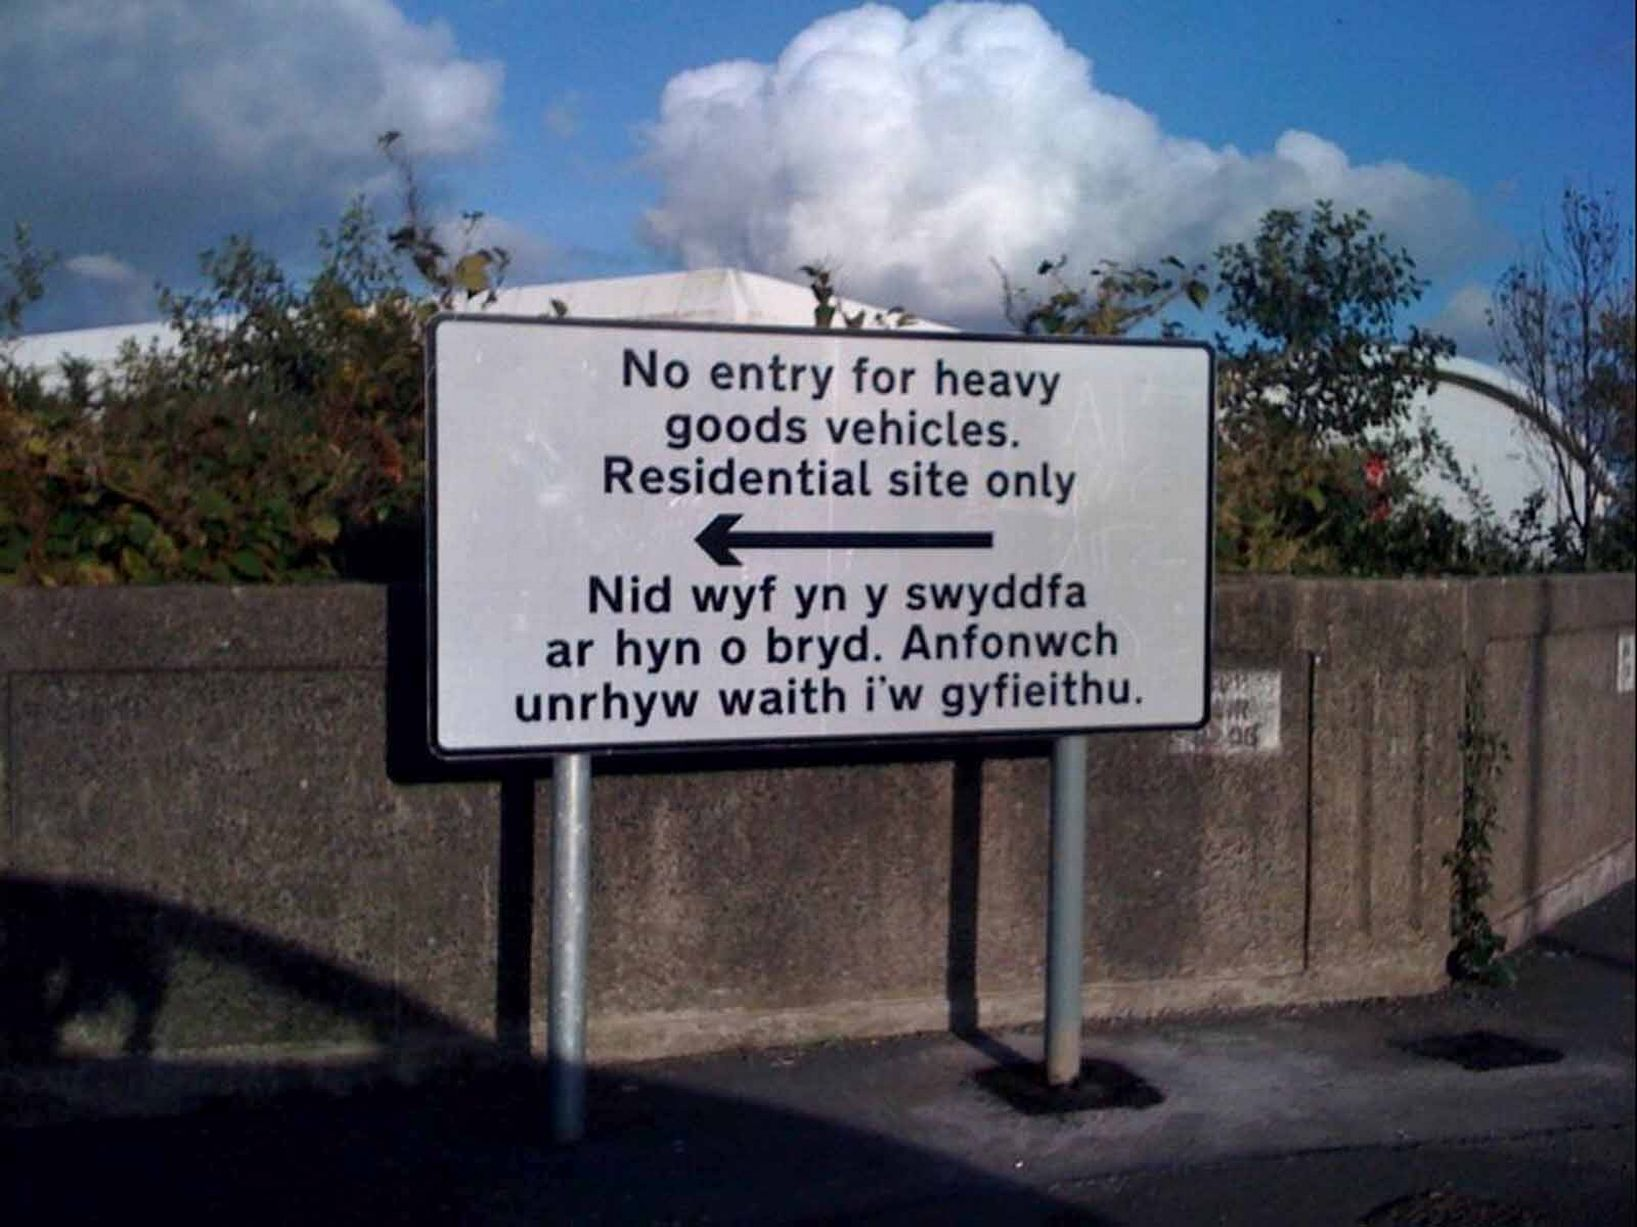 No entry for heavy
goods vehicles.
Residential site only
Nid wyf yn y swyddfa
ar hyn o bryd. Anfonwch
unrhyw waith i'w gyfieithu.